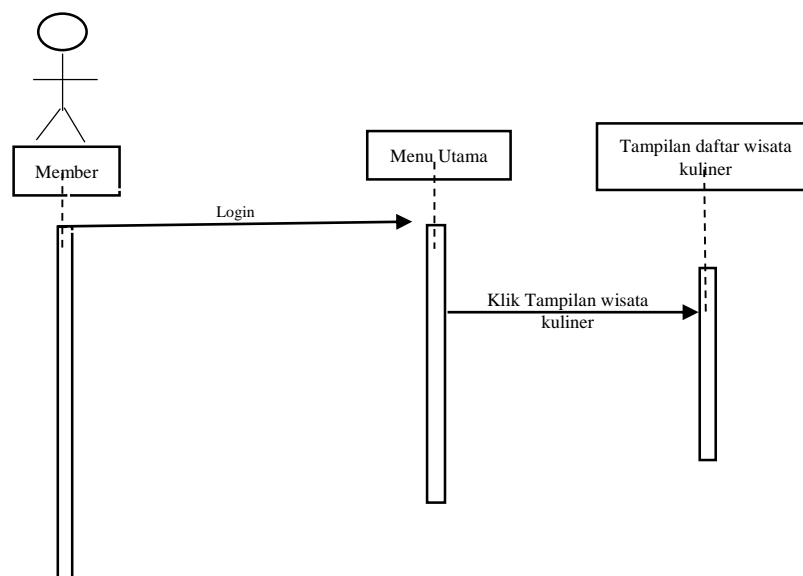 Member
Menu Utama
Tampilan daftar wisata
kuliner
Login
Klik Tampilan wisata
kuliner